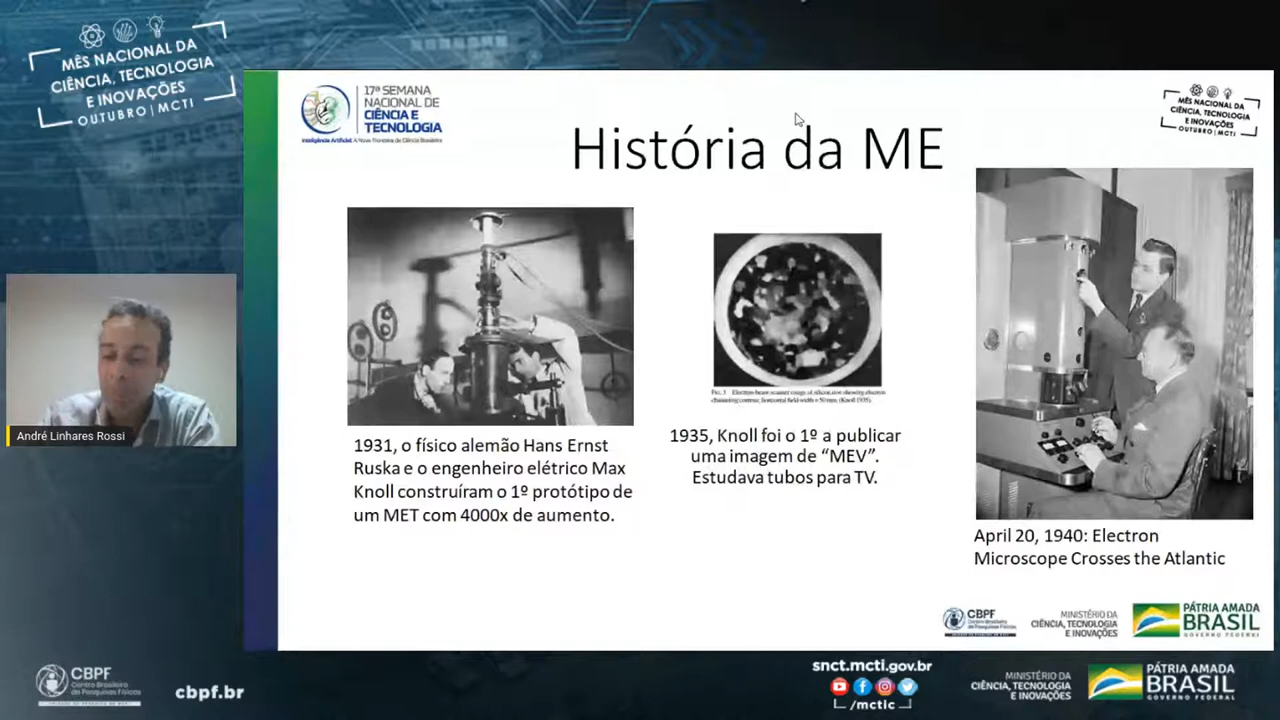 MÊS NACIONAL DA
CIÊNCIA, TECNOLOGIA
E INOVAÇÕES
OUTUBRO | MCTI
17ª SEMANA
NACIONAL DE
CIÊNCIA E
TECNOLOGIA
Inteligência Artificial: A Nova Fronteira da Ciência Brasileira
História da ME
MÊS NACIONAL DA
CIÊNCIA, TECNOLOGIA
E INOVAÇÕES
OUTUBRO | MCTI
André Linhares Rossi
1931, o físico alemão Hans Ernst
Ruska e o engenheiro elétrico Max
Knoll construíram o 1º protótipo de
um MET com 4000x de aumento.
1935, Knoll foi o 1º a publicar
uma imagem de “MEV”.
Estudava tubos para TV.
April 20, 1940: Electron
Microscope Crosses the Atlantic
CBPF
Centro Brasileiro
de Pesquisas Físicas
MINISTÉRIO DA
CIÊNCIA, TECNOLOGIA
E INOVAÇÕES
PÁTRIA AMADA
BRASIL
GOVERNO FEDERAL
CBPF
Centro Brasileiro
de Pesquisas Físicas
cbpf.br
snct.mcti.gov.br
/mctic
MINISTÉRIO DA
CIÊNCIA, TECNOLOGIA
E INOVAÇÕES
PÁTRIA AMADA
BRASIL
GOVERNO FEDERAL